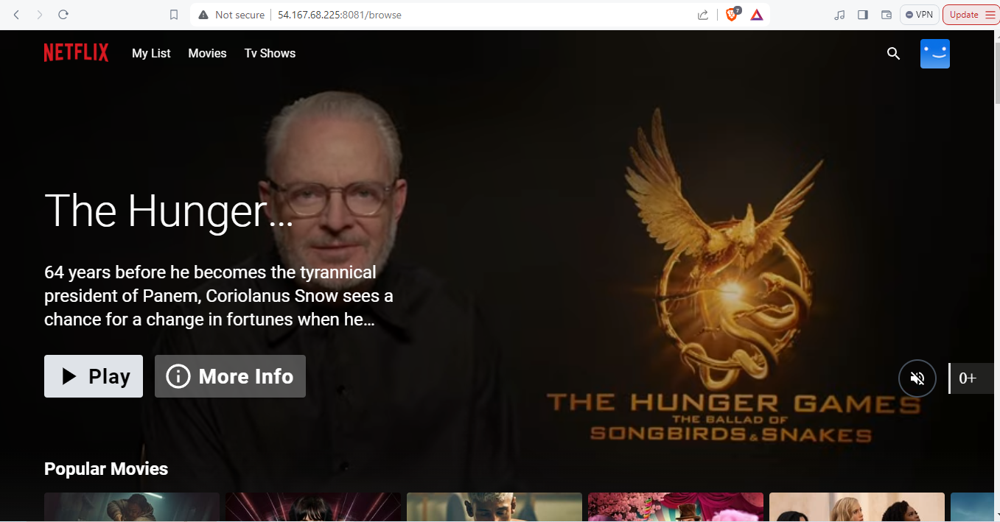 Not secure
54.167.68.225:8081/browse
7
VPN
Update
NETFLIX
My List
Movies
Tv Shows
The Hunger...
64 years before he becomes the tyrannical
president of Panem, Coriolanus Snow sees a
chance for a change in fortunes when he...
Play
More Info
0+
THE HUNGER GAMES
THE BALLAD OF
SONGBIRDS & SNAKES
Popular Movies